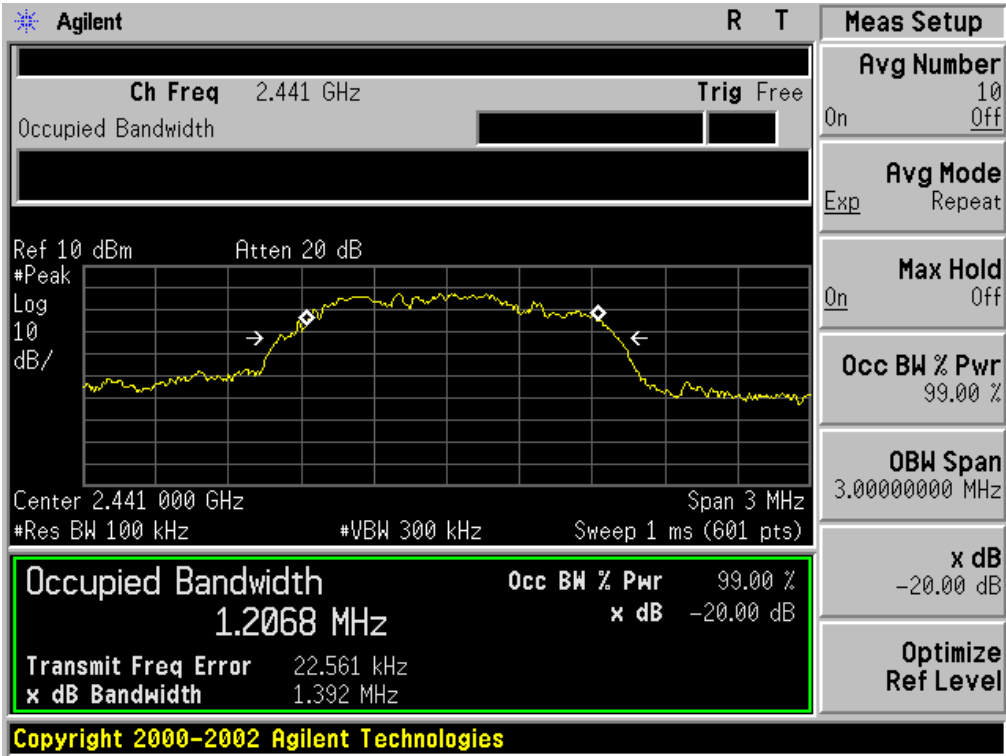 Agilent R T
Ch Freq 2.441 GHz Trig Free
Occupied Bandwidth
Ref 10 dBm Atten 20 dB
#Peak
Log
10
dB/
Center 2.441 000 GHz Span 3 MHz
#Res BW 100 kHz #VBW 300 kHz Sweep 1 ms (601 pts)
Occupied Bandwidth Occ BW % Pwr 99.00 %
1.2068 MHz x dB -20.00 dB
Transmit Freq Error 22.561 kHz
x dB Bandwidth 1.392 MHz
Copyright 2000-2002 Agilent Technologies
Meas Setup
Avg Number
10
On Off
Avg Mode
Exp Repeat
Max Hold
On Off
Occ BW % Pwr
99.00 %
OBW Span
3.00000000 MHz
x dB
-20.00 dB
Optimize
Ref Level